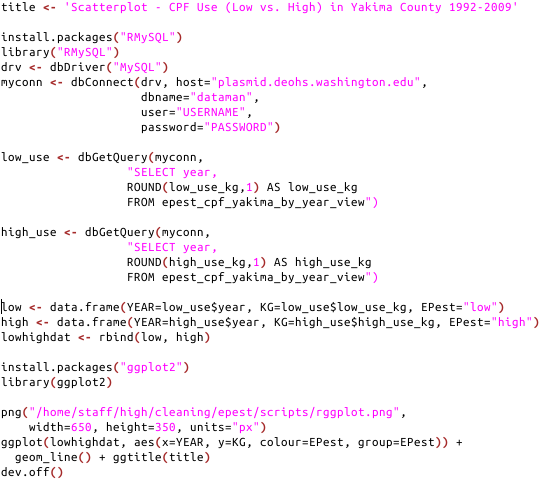 title <- 'Scatterplot - CPF Use (Low vs. High) in Yakima County 1992-2009'

install.packages("RMySQL")
library("RMySQL")
drv <- dbDriver("MySQL")
myconn <- dbConnect(drv, host="plasmid.deohs.washington.edu",
                    dbname="dataman",
                    user="USERNAME",
                    password="PASSWORD")

low_use <- dbGetQuery(myconn,
                  "SELECT year,
                  ROUND(low_use_kg,1) AS low_use_kg
                  FROM epest_cpf_yakima_by_year_view")

high_use <- dbGetQuery(myconn,
                  "SELECT year,
                  ROUND(high_use_kg,1) AS high_use_kg
                  FROM epest_cpf_yakima_by_year_view")

low <- data.frame(YEAR=low_use$year, KG=low_use$low_use_kg, EPest="low")
high <- data.frame(YEAR=high_use$year, KG=high_use$high_use_kg, EPest="high")
lowhighdat <- rbind(low, high)

install.packages("ggplot2")
library(ggplot2)

png("/home/staff/high/cleaning/epest/scripts/rggplot.png",
    width=650, height=350, units="px")
ggplot(lowhighdat, aes(x=YEAR, y=KG, colour=EPest, group=EPest)) +
  geom_line() + ggtitle(title)
dev.off()